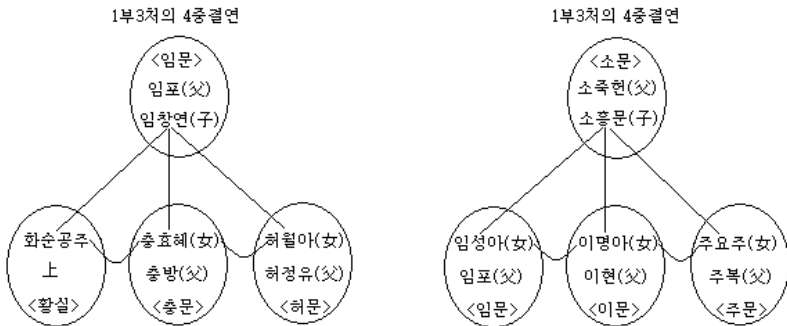 1부3처의 4중결연
<임문>
임포(父)
임창연(子)
화순공주
上
<황실>
충효혜(女)
충방(父)
<충문>
허월아(女)
허정유(父)
<허문>
1부3처의 4중결연
<소문>
소죽헌(父)
소흥문(子)
임성아(女)
임포(父)
<임문>
이명아(女)
이현(父)
<이문>
주요주(女)
주복(父)
<주문>